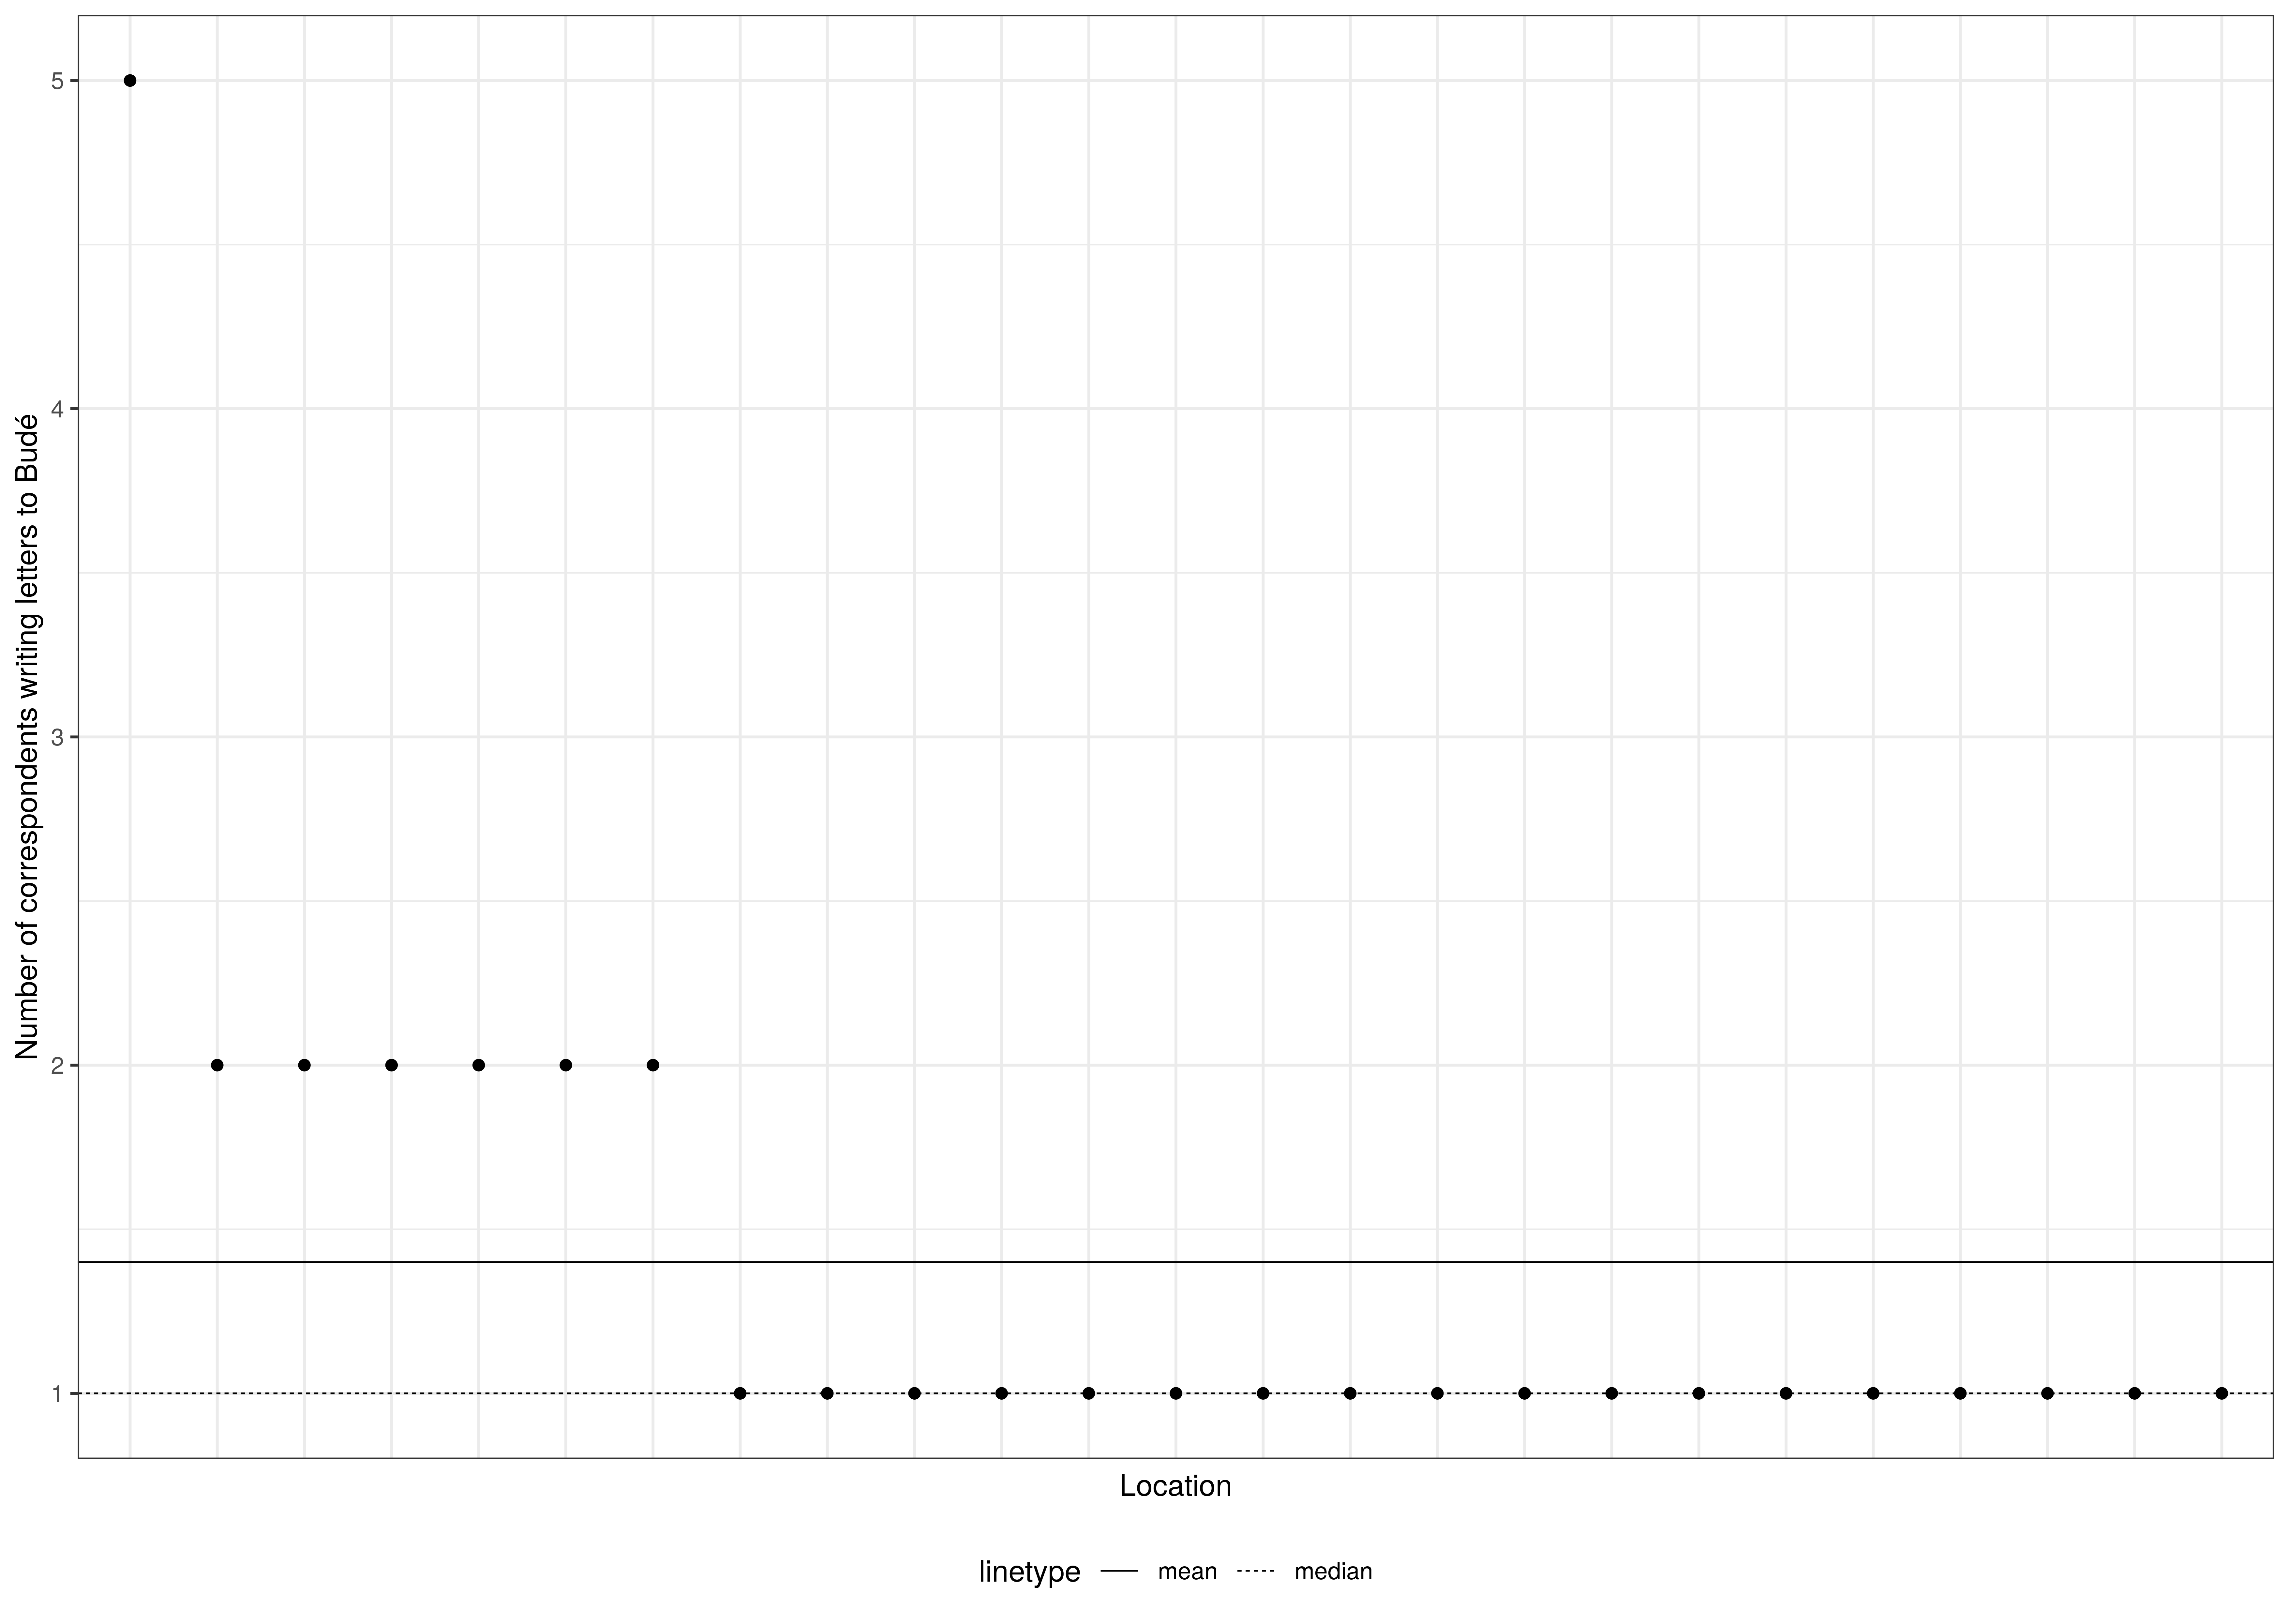 Number of correspondents writing letters to Budé
5
4
3
2
1
Location
linetype mean median